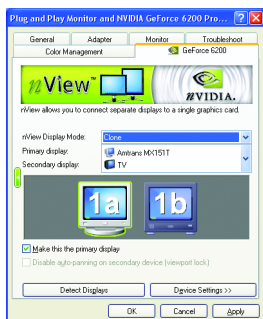 Plug and Play Monitor and NVIDIA GeForce 6200 Pro... ? X
General Adapter Monitor Troubleshoot
Color Management GeForce 6200
nView™
nVIDIA.
nView allows you to connect separate displays to a single graphics card.
nView Display Mode: Clone
Primary display: Amtrans MX151T
Secondary display: TV
1a 1b
Make this the primary display
Disable auto-panning on secondary device (viewport lock)
Detect Displays Device Settings >>
OK Cancel Apply